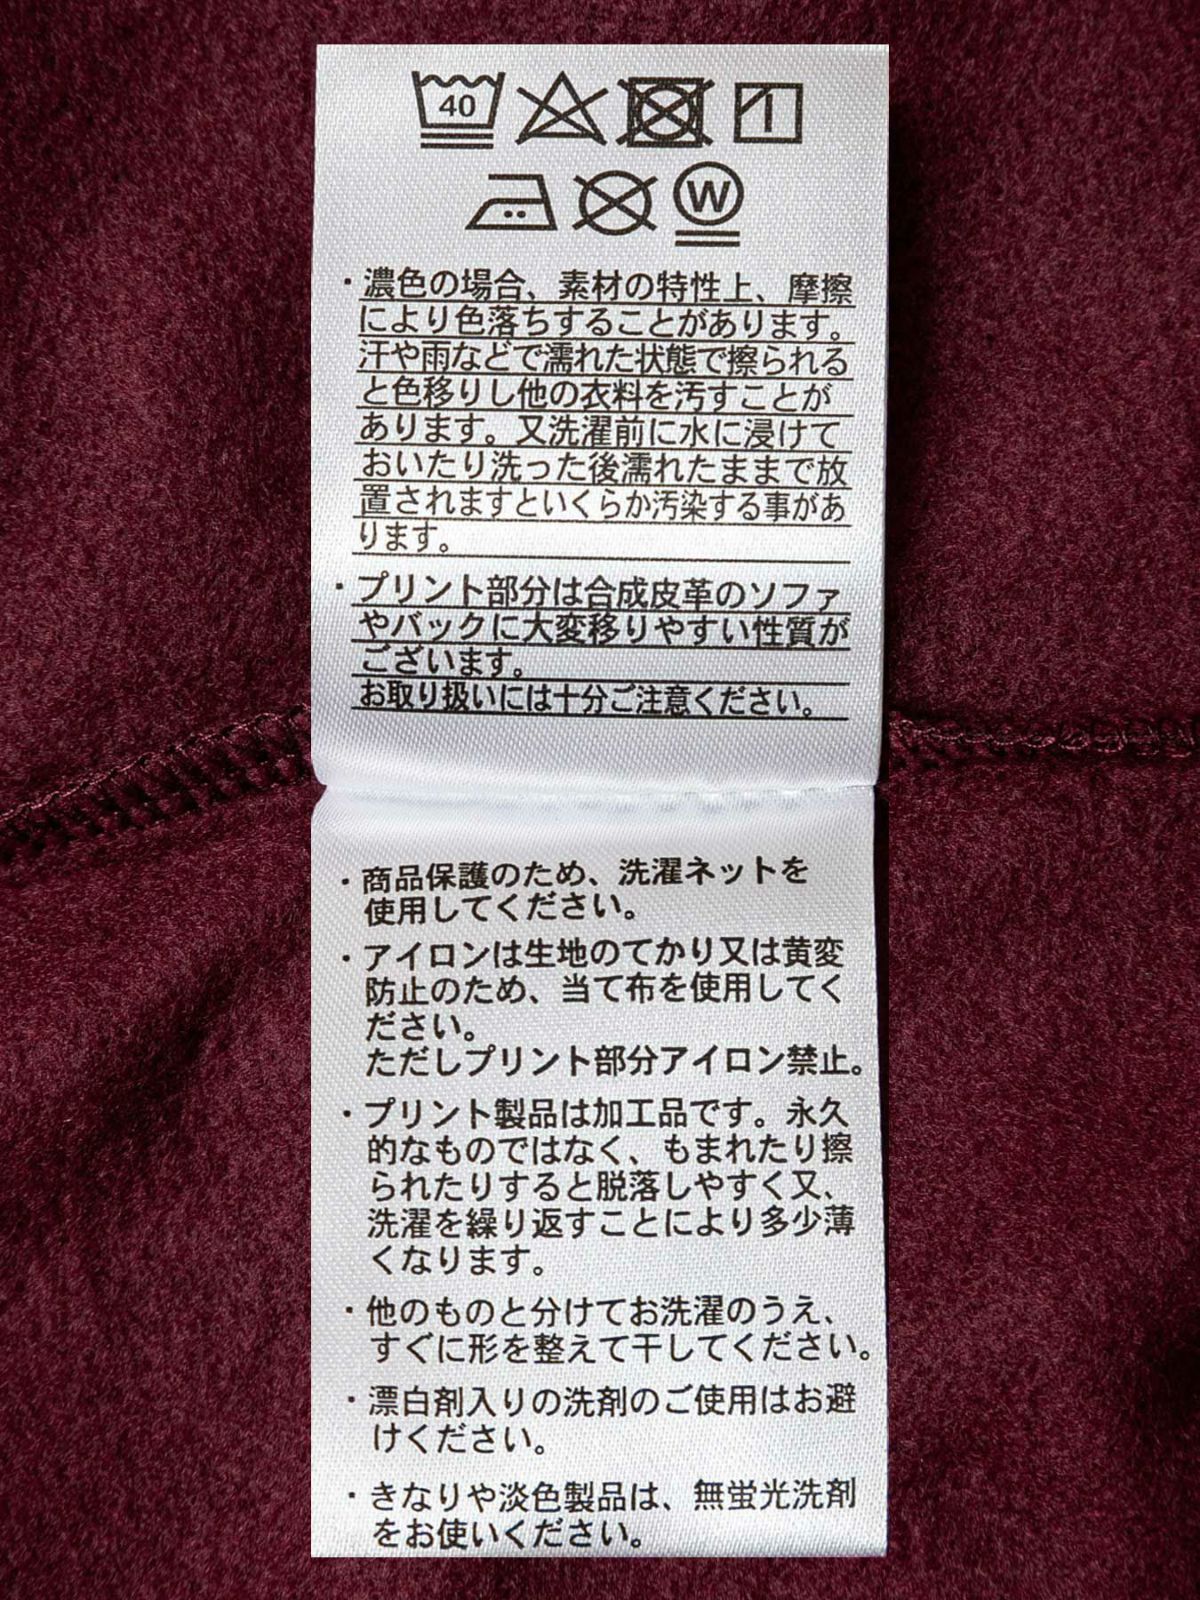 40
W
・濃色の場合、素材の特性上、摩擦
により色落ちすることがあります。
汗や雨などで濡れた状態で擦られる
と色移りし他の衣料を汚すことが
あります。又洗濯前に水に浸けて
おいたり洗った後濡れたままで放
置されますといくらか汚染する事があ
ります。
・プリント部分は合成皮革のソファ
やバックに大変移りやすい性質が
ございます。
お取り扱いには十分ご注意ください。
・商品保護のため、洗濯ネットを
使用してください。
・アイロンは生地のてかり又は黄変
防止のため、当て布を使用してく
ださい。
ただしプリント部分アイロン禁止。
・プリント製品は加工品です。永久
的なものではなく、もまれたり擦
られたりすると脱落しやすく又、
洗濯を繰り返すことにより多少薄
くなります。
・他のものと分けてお洗濯のうえ、
すぐに形を整えて干してください。
・漂白剤入りの洗剤のご使用はお避
けください。
・きなりや淡色製品は、無蛍光洗剤
をお使いください。